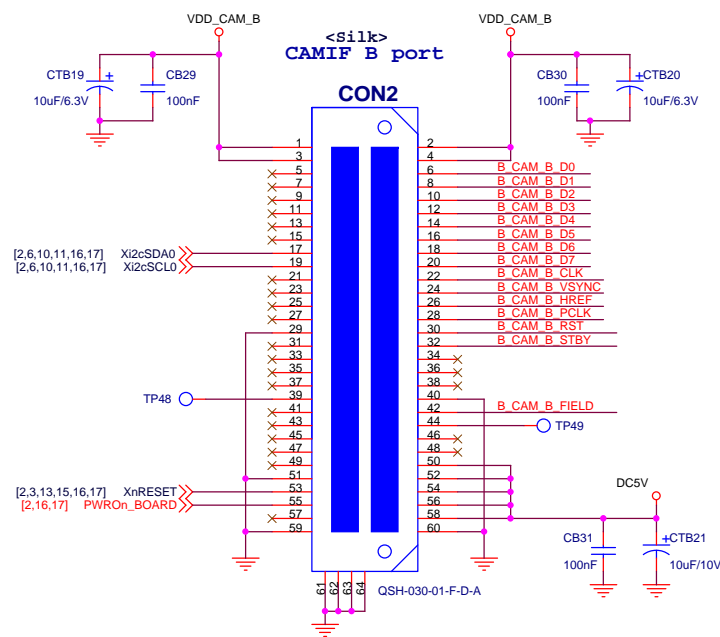 VDD_CAM_B
VDD_CAM_B
<Silk>
CAMIF B port
CTB19
CB29
CON2
CB30
CTB20
10uF/6.3V
100nF
100nF
10uF/6.3V
1 2
3 4
5 6 B_CAM_B_D0
7 8 B_CAM_B_D1
9 10 B_CAM_B_D2
11 12 B_CAM_B_D3
13 14 B_CAM_B_D4
15 16 B_CAM_B_D5
[2,6,10,11,16,17] Xi2cSDA0 17 18 B_CAM_B_D6
[2,6,10,11,16,17] Xi2cSCL0 19 20 B_CAM_B_D7
21 22 B_CAM_B_CLK
23 24 B_CAM_B_VSYNC
25 26 B_CAM_B_HREF
27 28 B_CAM_B_PCLK
29 30 B_CAM_B_RST
31 32 B_CAM_B_STBY
33 34
35 36
37 38
TP48 39 40
41 42 B_CAM_B_FIELD
43 44 TP49
45 46
47 48
49 50
51 52
[2,3,13,15,16,17] XnRESET 53 54 DC5V
[2,16,17] PWROn_BOARD 55 56
57 58
59 60
CB31
CTB21
100nF
10uF/10V
61 62 63 64
QSH-030-01-F-D-A